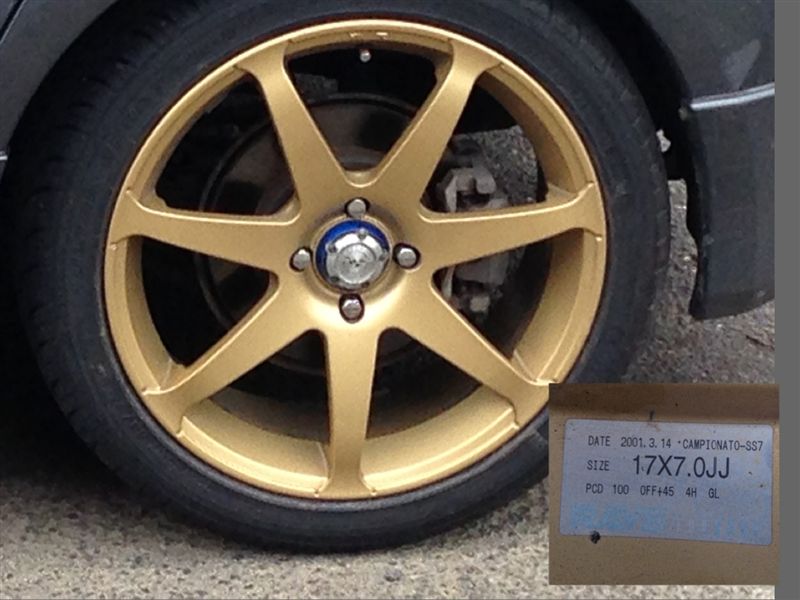 DATE 2001.3.14 *CAMPIONATO-SS7
SIZE 17X7.0JJ
PCD 100 OFF+45 4H GL